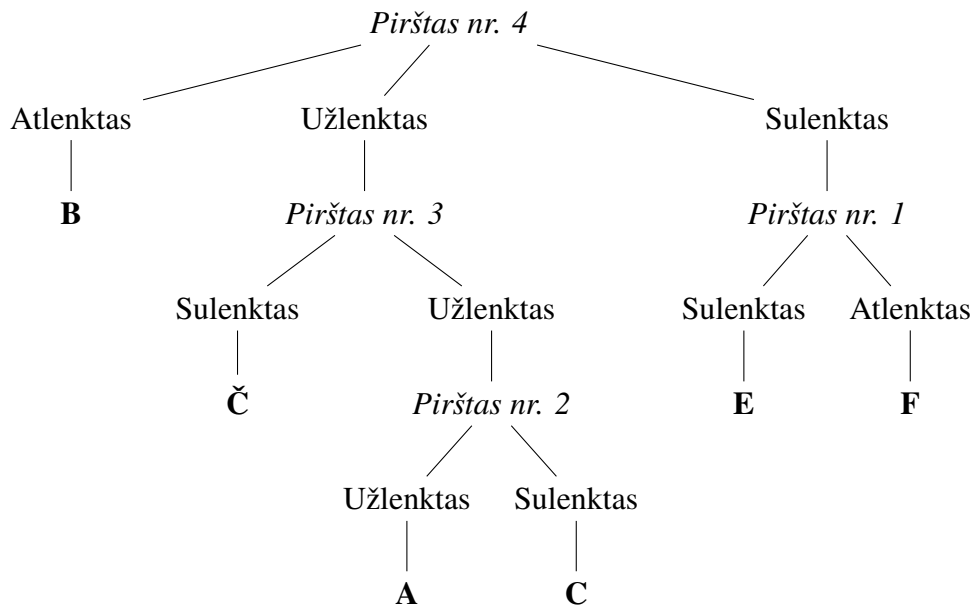 Pirštas nr. 4
Atlenktas Užlenktas Sulenktas
B Pirštas nr. 3 Pirštas nr. 1
Sulenktas Užlenktas Sulenktas Atlenktas
Č Pirštas nr. 2 E F
Užlenktas Sulenktas
A C